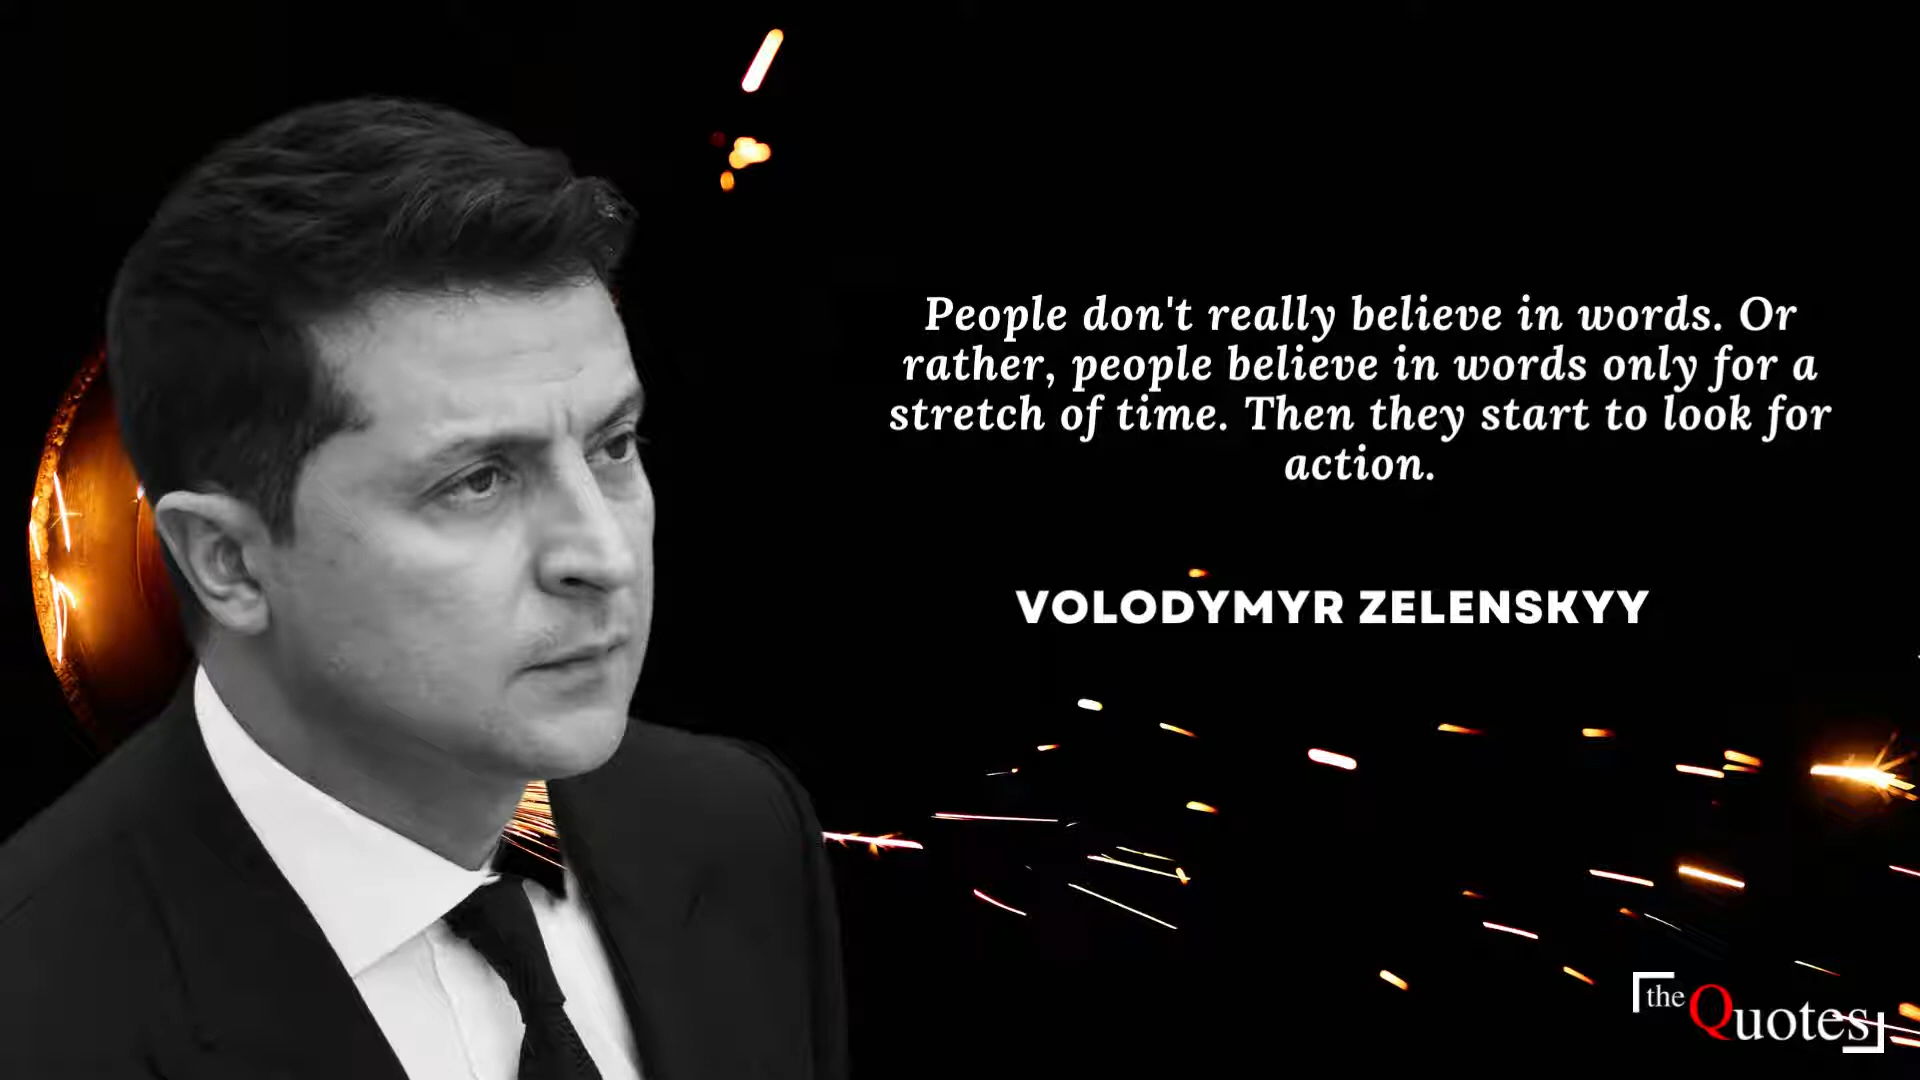 People don't really believe in words. Or
rather, people believe in words only for a
stretch of time. Then they start to look for
action.
VOLODYMYR ZELENSKYY
the Quotes